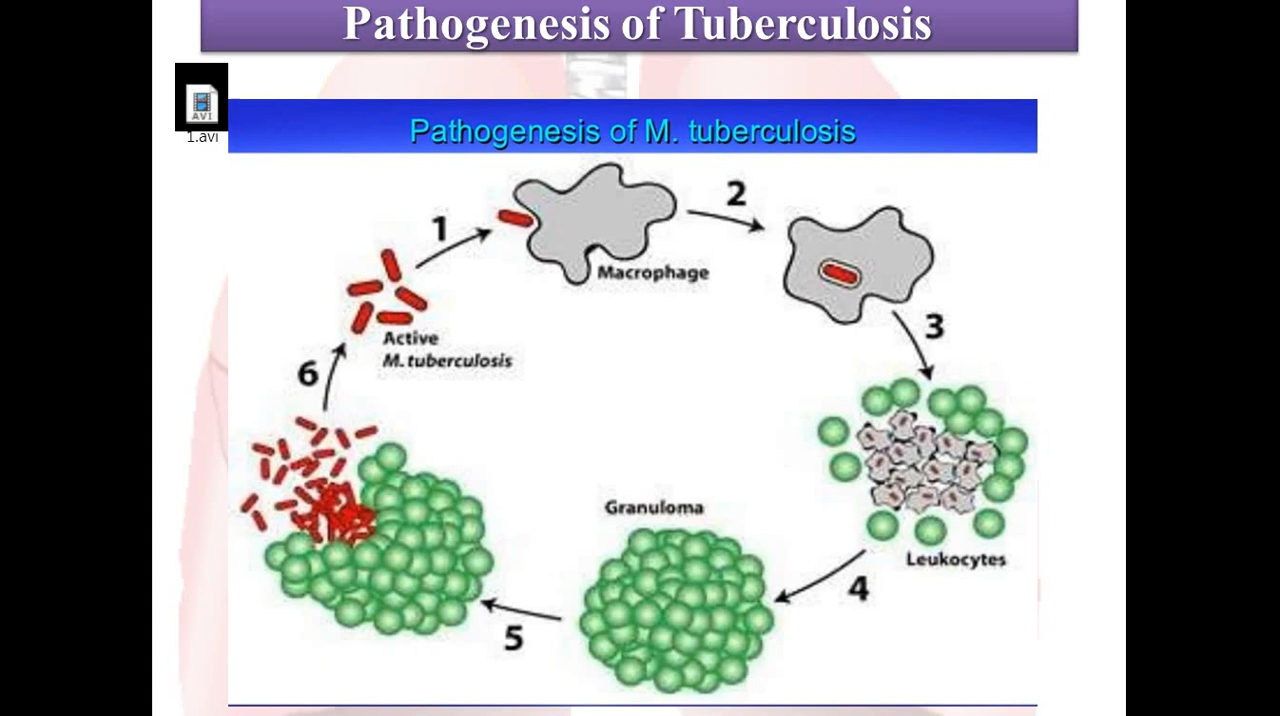 Pathogenesis of Tuberculosis
AVI
1.avi
Pathogenesis of M. tuberculosis
1
2
Macrophage
3
Active
M. tuberculosis
6
Granuloma
Leukocytes
4
5